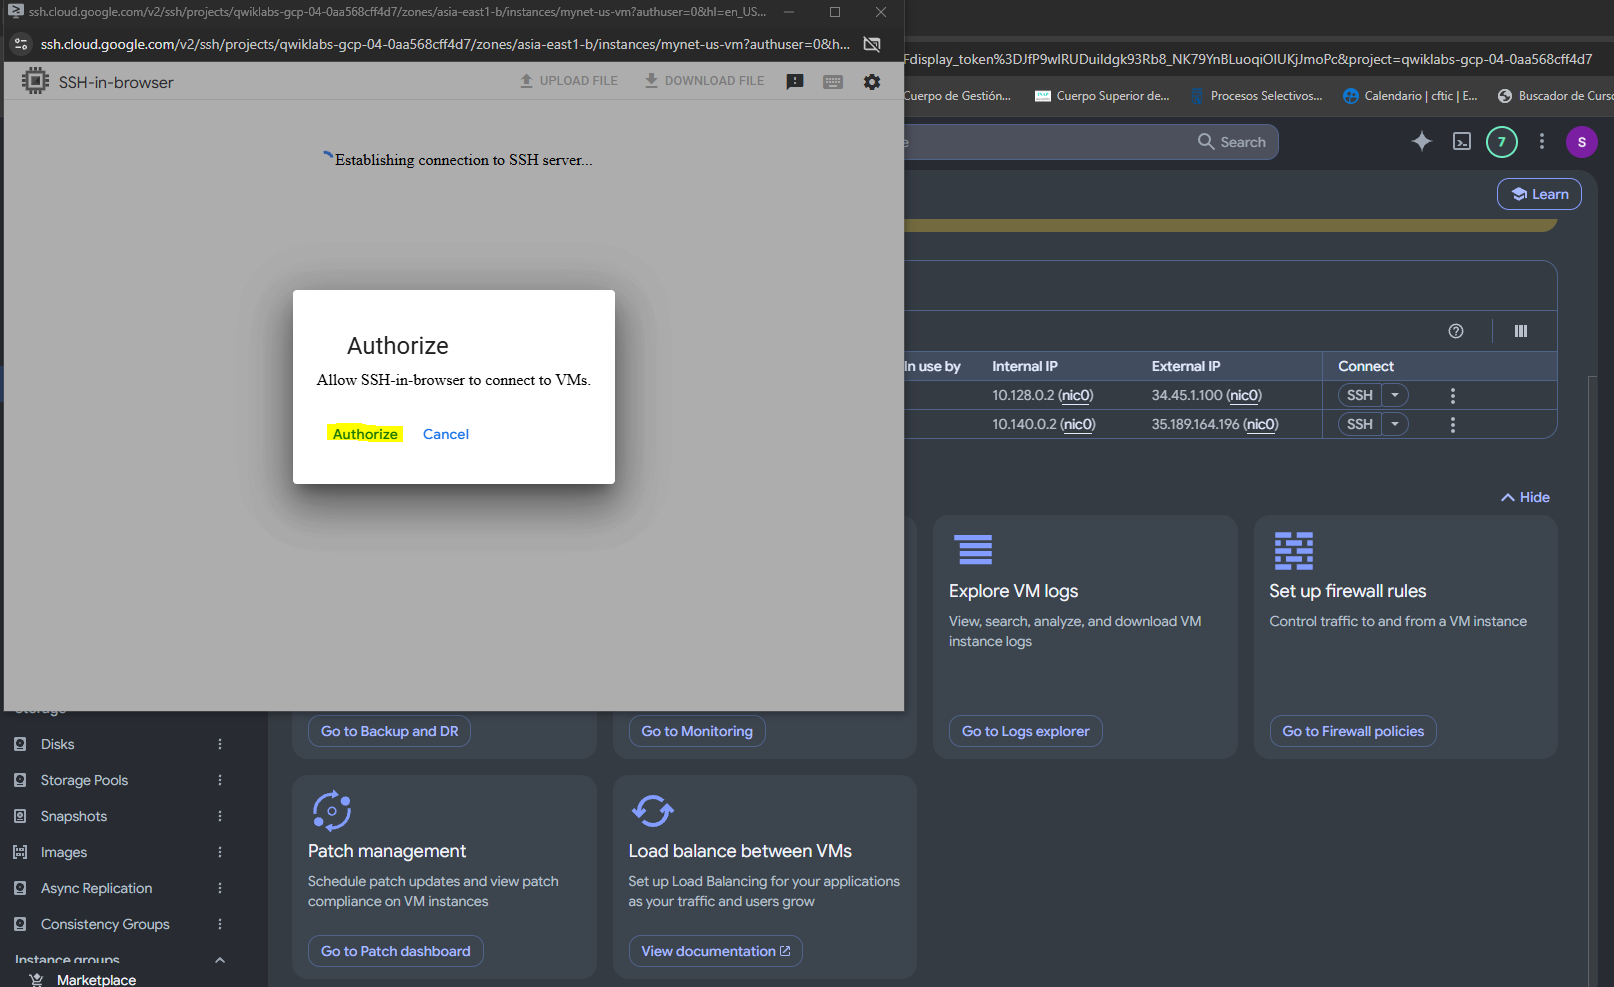 ssh.cloud.google.com/v2/ssh/projects/qwiklabs-gcp-04-0aa568cff4d7/zones/asia-east1-b/instances/mynet-us-vm?authuser=0&hl=en_US...
ssh.cloud.google.com/v2/ssh/projects/qwiklabs-gcp-04-0aa568cff4d7/zones/asia-east1-b/instances/mynet-us-vm?authuser=0&h...
SSH-in-browser
UPLOAD FILE
DOWNLOAD FILE
Establishing connection to SSH server...
Authorize
Allow SSH-in-browser to connect to VMs.
Authorize
Cancel
Fdisplay_token%3DJfP9wIRUDuildgk93Rb8_NK79YnBLuoqiOIUKjJmoPc&project=qwiklabs-gcp-04-0aa568cff4d7
Cuerpo de Gestión...
Cuerpo Superior de...
Procesos Selectivos...
Calendario | cftic | E...
Buscador de Curso
Search
7
S
Learn
In use by Internal IP External IP Connect
10.128.0.2 (nic0) 34.45.1.100 (nic0) SSH
10.140.0.2 (nic0) 35.189.164.196 (nic0) SSH
Hide
Explore VM logs
View, search, analyze, and download VM
instance logs
Go to Logs explorer
Set up firewall rules
Control traffic to and from a VM instance
Go to Firewall policies
Go to Backup and DR
Go to Monitoring
Storage
Disks
Storage Pools
Snapshots
Images
Async Replication
Consistency Groups
Instance groups
Marketplace
Patch management
Schedule patch updates and view patch
compliance on VM instances
Go to Patch dashboard
Load balance between VMs
Set up Load Balancing for your applications
as your traffic and users grow
View documentation